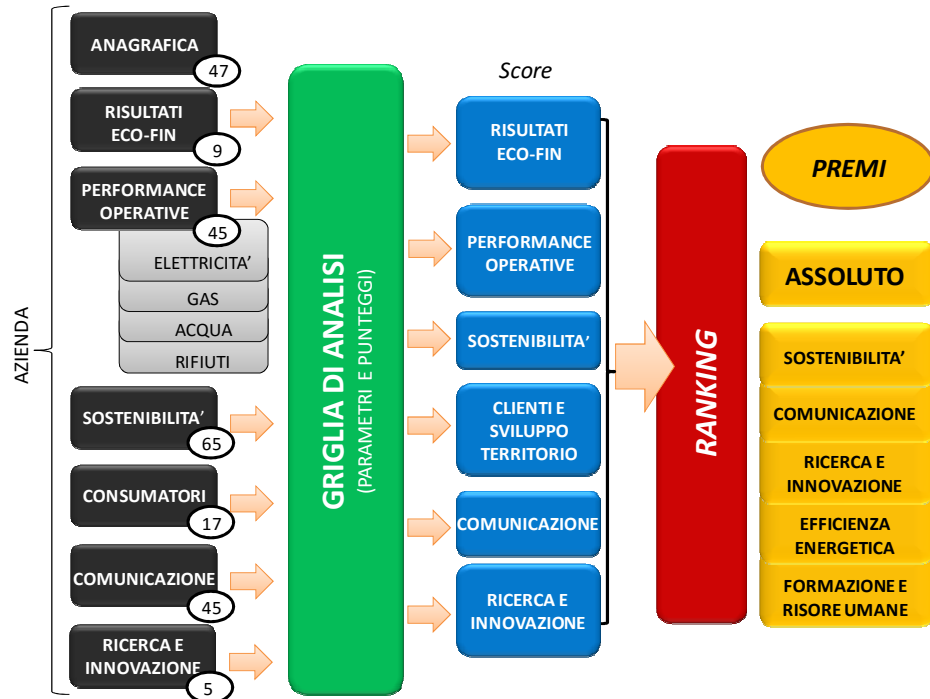 AZIENDA
ANAGRAFICA
47
RISULTATI
ECO-FIN
9
PERFORMANCE
OPERATIVE
45
ELETTRICITA’
GAS
ACQUA
RIFIUTI
SOSTENIBILITA’
65
CONSUMATORI
17
COMUNICAZIONE
45
RICERCA E
INNOVAZIONE
5
GRIGLIA DI ANALISI
(PARAMETRI E PUNTEGGI)
Score
RISULTATI
ECO-FIN
PERFORMANCE
OPERATIVE
SOSTENIBILITA’
CLIENTI E
SVILUPPO
TERRITORIO
COMUNICAZIONE
RICERCA E
INNOVAZIONE
RANKING
PREMI
ASSOLUTO
SOSTENIBILITA’
COMUNICAZIONE
RICERCA E
INNOVAZIONE
EFFICIENZA
ENERGETICA
FORMAZIONE E
RISORE UMANE